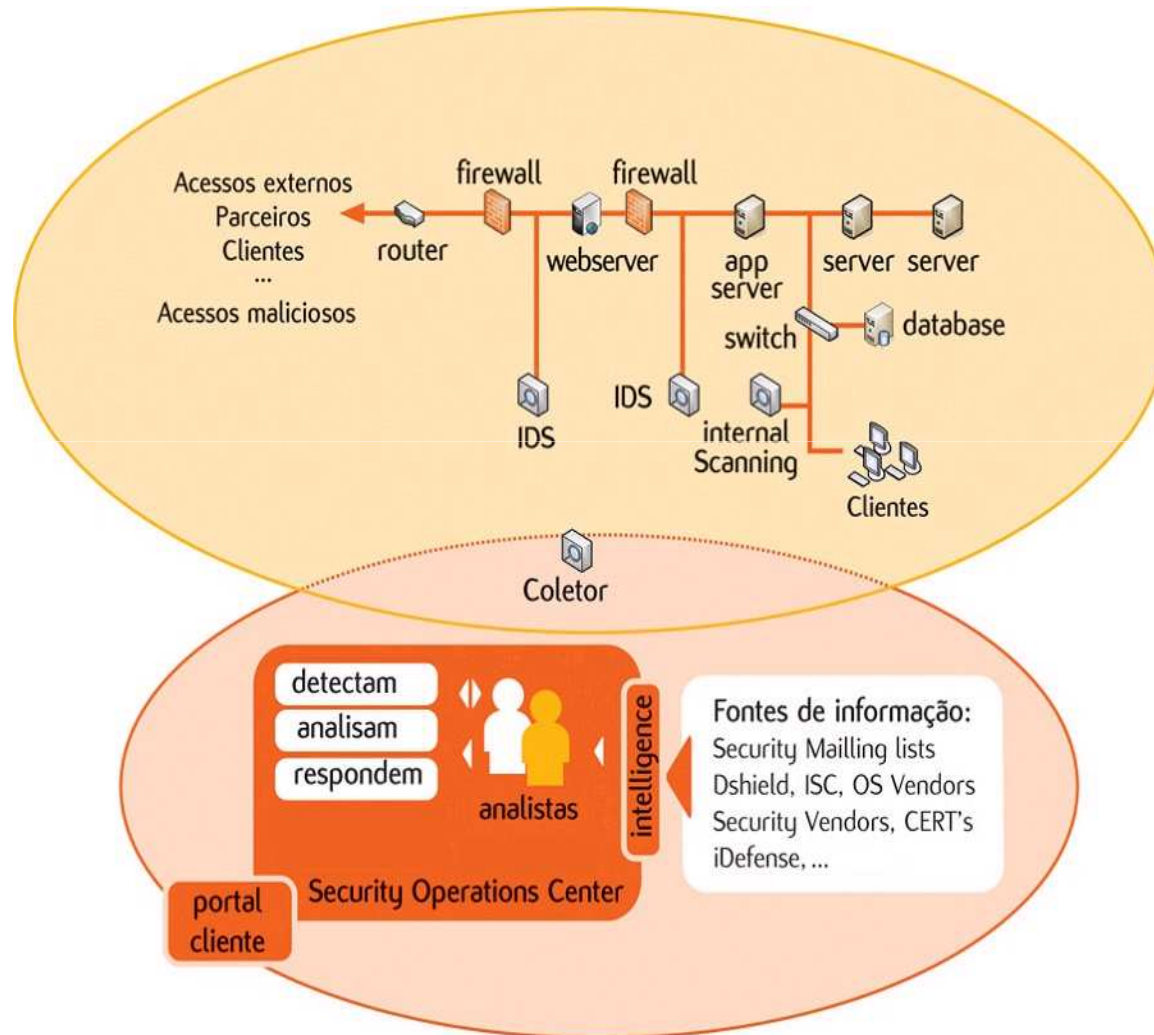 Acessos externos
Parceiros
Clientes
...
Acessos maliciosos
router
firewall
webserver
firewall
app
server
server
server
switch
database
IDS
IDS
internal
Scanning
Clientes
Coletor
detectam
analisam
respondem
analistas
intelligence
Security Operations Center
portal
cliente
Fontes de informação:
Security Mailling lists
Dshield, ISC, OS Vendors
Security Vendors, CERT's
iDefense, ...